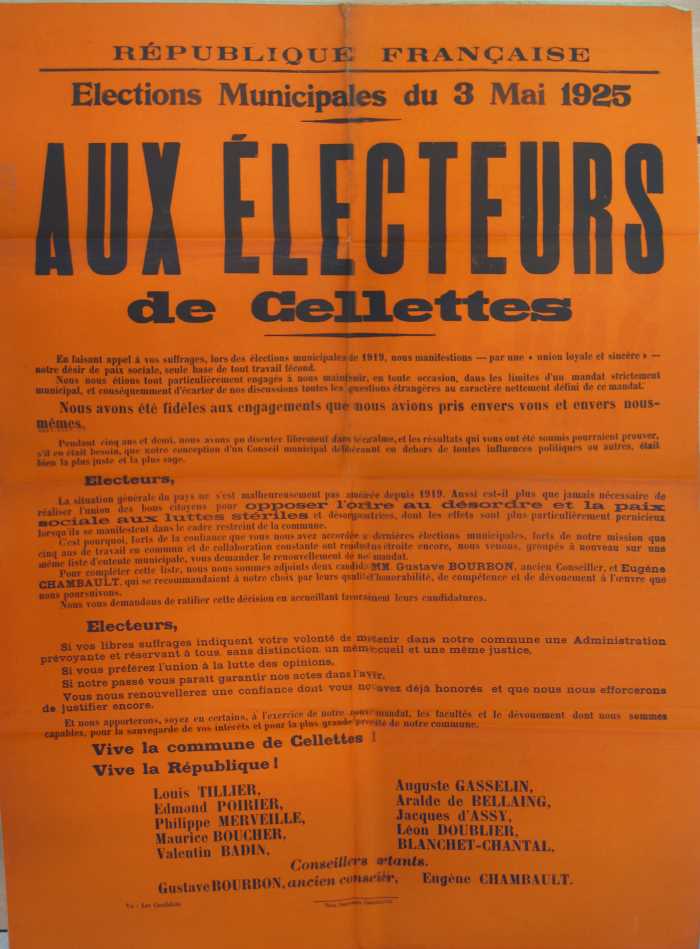 RÉPUBLIQUE FRANÇAISE
Elections Municipales du 3 Mai 1925
AUX ÉLECTEURS
de Cellettes
En faisant appel à vos suffrages, lors des élections municipales de 1919, nous manifestions — par une « union loyale et sincère » —
notre désir de paix sociale, seule base de tout travail fécond.
Nous nous étions tout particulièrement engagés à nous maintenir, en toute occasion, dans les limites d'un mandat strictement
municipal, et conséquemment d'écarter de nos discussions toutes les questions étrangères au caractère nettement défini de ce mandat.
Nous avons été fidèles aux engagements que nous avions pris envers vous et envers nous-
mêmes.
Pendant cinq ans et demi, nous avons pu discuter librement dans le calme, et les résultats qui vous ont été soumis pourraient prouver,
s'il en était besoin, que notre conception d'un Conseil municipal délibérant en dehors de toutes influences politiques ou autres, était
bien la plus juste et la plus sage.
Electeurs,
La situation générale du pays ne s'est malheureusement pas améliorée depuis 1919. Aussi est-il plus que jamais nécessaire de
réaliser l'union des bons citoyens pour opposer l'ordre au désordre et la paix
sociale aux luttes stériles et désorganisatrices, dont les effets sont plus particulièrement pernicieux
lorsqu'ils se manifestent dans le cadre restreint de la commune.
C'est pourquoi, forts de la confiance que vous nous avez accordée aux dernières élections municipales, forts de notre mission que
cinq ans de travail en commun et de collaboration constante ont rendue plus étroite encore, nous venons, groupés à nouveau sur une
même liste d'entente municipale, vous demander le renouvellement de notre mandat.
Pour compléter cette liste, nous nous sommes adjoints deux candidats MM. Gustave BOURBON, ancien Conseiller, et Eugène
CHAMBAULT, qui se recommandaient à notre choix par leurs qualités d'honorabilité, de compétence et de dévouement à l'œuvre que
nous poursuivons.
Nous vous demandons de ratifier cette décision en accueillant favorablement leurs candidatures.
Electeurs,
Si vos libres suffrages indiquent votre volonté de maintenir dans notre commune une Administration
prévoyante et réservant à tous, sans distinction, un même accueil et une même justice.
Si vous préférez l'union à la lutte des opinions.
Si notre passé vous paraît garantir nos actes dans l'avenir.
Vous nous renouvellerez une confiance dont vous nous avez déjà honorés et que nous nous efforcerons
de justifier encore.
Et nous apporterons, soyez en certains, à l'exercice de notre nouveau mandat, les facultés et le dévouement dont nous sommes
capables, pour la sauvegarde de vos intérêts et pour la plus grande prospérité de notre commune.
Vive la commune de Cellettes !
Vive la République !
Louis TILLIER,
Edmond POIRIER,
Philippe MERVEILLE,
Maurice BOUCHER,
Valentin BADIN,
Auguste GASSELIN,
Aralde de BELLAING,
Jacques d'ASSY,
Léon DOUBLIER,
BLANCHET-CHANTAL,
Conseillers sortants.
Gustave BOURBON, ancien conseiller, Eugène CHAMBAULT.
Vu : Les Candidats